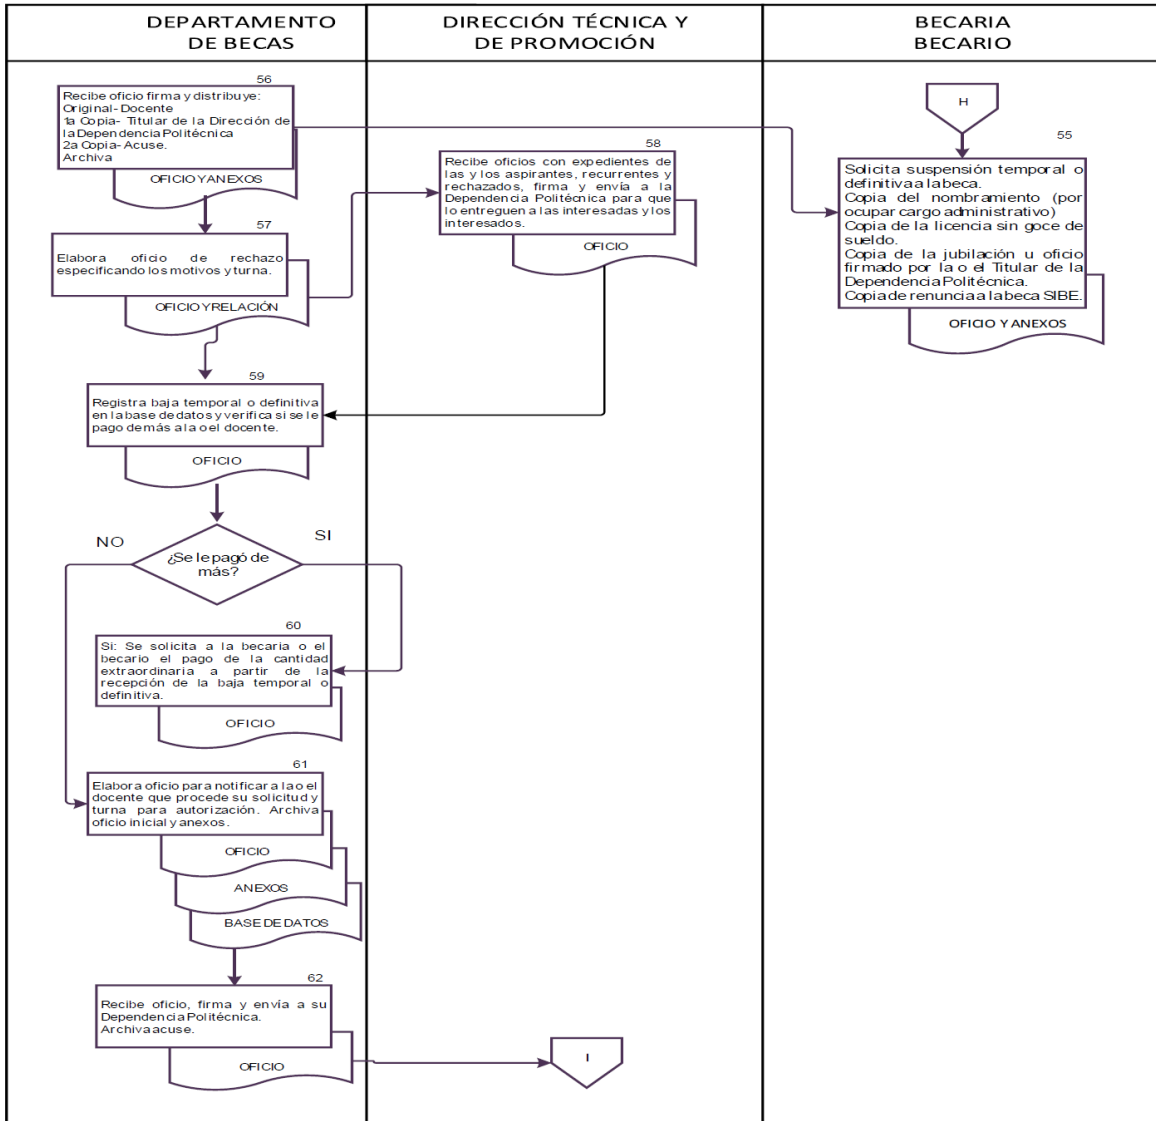 DEPARTAMENTO
DE BECAS
DIRECCIÓN TÉCNICA Y
DE PROMOCIÓN
BECARIA
BECARIO
56
Recibe oficio firma y distribuye:
Original- Docente
1a Copia- Titular de la Dirección de
la Dependencia Politécnica
2a Copia- Acuse.
Archiva
OFICIO Y ANEXOS
57
Elabora oficio de rechazo
especificando los motivos y turna.
OFICIO Y RELACIÓN
58
Recibe oficios con expedientes de
las y los aspirantes, recurrentes y
rechazados, firma y envía a la
Dependencia Politécnica para que
lo entreguen a las interesadas y los
interesados.
OFICIO
H
55
Solicita suspensión temporal o
definitiva a la beca.
Copia del nombramiento (por
ocupar cargo administrativo)
Copia de la licencia sin goce de
sueldo.
Copia de la jubilación u oficio
firmado por la o el Titular de la
Dependencia Politécnica.
Copia de renuncia a la beca SIBE.
OFICIO Y ANEXOS
59
Registra baja temporal o definitiva
en la base de datos y verifica si se le
pago de más a la o el docente.
OFICIO
NO
SI
¿Se le pagó de
más?
60
Si: Se solicita a la becaria o el
becario el pago de la cantidad
extraordinaria a partir de la
recepción de la baja temporal o
definitiva.
OFICIO
61
Elabora oficio para notificar a la o el
docente que procede su solicitud y
turna para autorización. Archiva
oficio inicial y anexos.
OFICIO
ANEXOS
BASE DE DATOS
62
Recibe oficio, firma y envía a su
Dependencia Politécnica.
Archiva acuse.
OFICIO
I